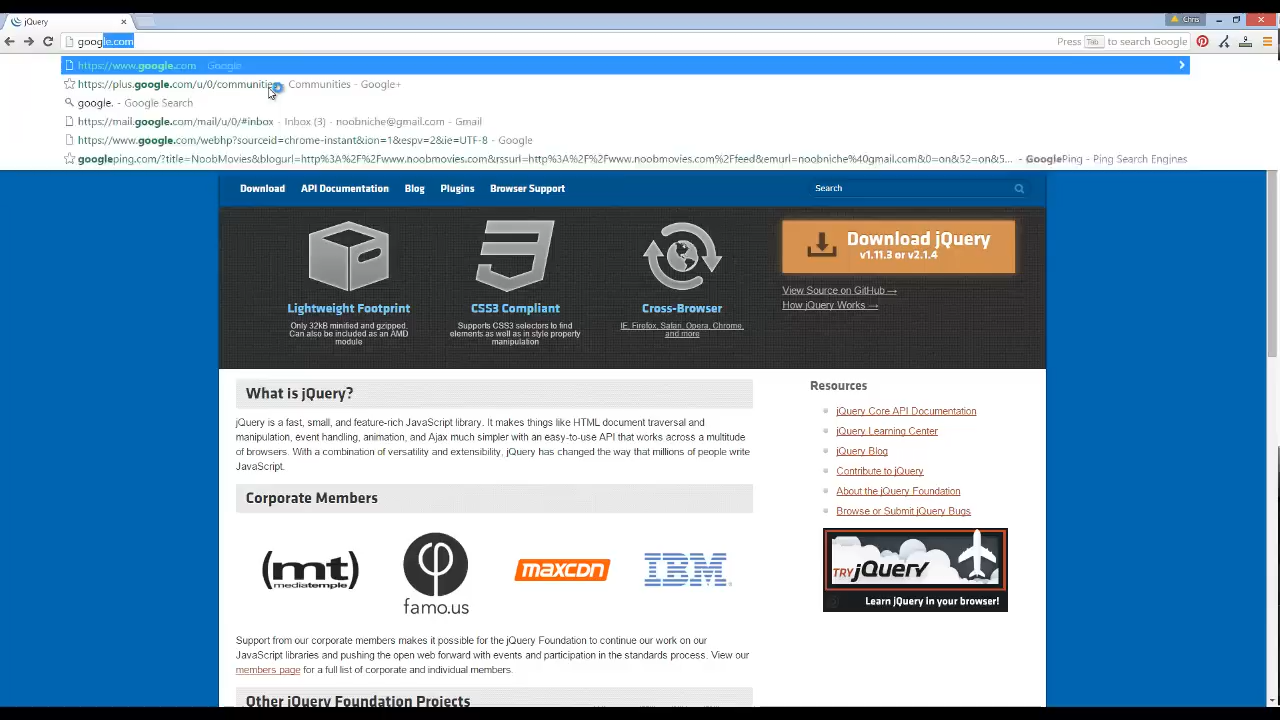 jQuery
Chris
google.com
Press Tab to search Google
https://www.google.com - Google
https://plus.google.com/u/0/communities - Communities - Google+
google. - Google Search
https://mail.google.com/mail/u/0/#inbox - Inbox (3) - noobniche@gmail.com - Gmail
https://www.google.com/webhp?sourceid=chrome-instant&ion=1&espv=2&ie=UTF-8 - Google
googleping.com/?title=NoobMovies&blogurl=http%3A%2F%2Fwww.noobmovies.com&rssurl=http%3A%2F%2Fwww.noobmovies.com%2Ffeed&emurl=noobniche%40gmail.com&0=on&52=on&5... - GooglePing - Ping Search Engines
Download API Documentation Blog Plugins Browser Support Search
Download jQuery
v1.11.3 or v2.1.4
View Source on GitHub →
How jQuery Works →
Lightweight Footprint
Only 32kB minified and gzipped.
Can also be included as an AMD
module
CSS3 Compliant
Supports CSS3 selectors to find
elements as well as in style property
manipulation
Cross-Browser
IE, Firefox, Safari, Opera, Chrome,
and more
What is jQuery?
jQuery is a fast, small, and feature-rich JavaScript library. It makes things like HTML document traversal and
manipulation, event handling, animation, and Ajax much simpler with an easy-to-use API that works across a multitude
of browsers. With a combination of versatility and extensibility, jQuery has changed the way that millions of people write
JavaScript.
Corporate Members
(mt)
mediatemple
famo.us
maxcdn
IBM
Support from our corporate members makes it possible for the jQuery Foundation to continue our work on our
JavaScript libraries and pushing the open web forward with events and participation in the standards process. View our
members page for a full list of corporate and individual members.
Other jQuery Foundation Projects
Resources
jQuery Core API Documentation
jQuery Learning Center
jQuery Blog
Contribute to jQuery
About the jQuery Foundation
Browse or Submit jQuery Bugs
TRY jQuery
Learn jQuery in your browser!